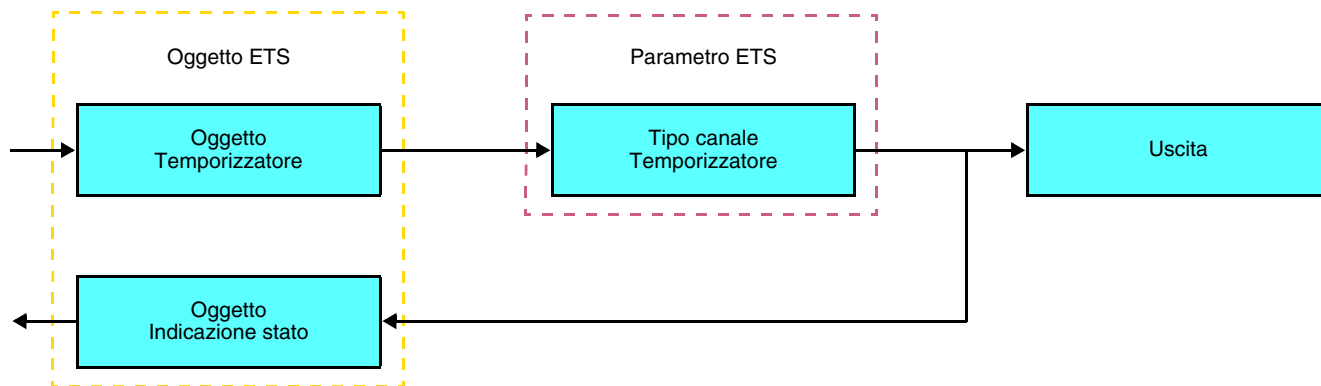 Oggetto ETS
Parametro ETS
Oggetto
Temporizzatore
Tipo canale
Temporizzatore
Uscita
Oggetto
Indicazione stato